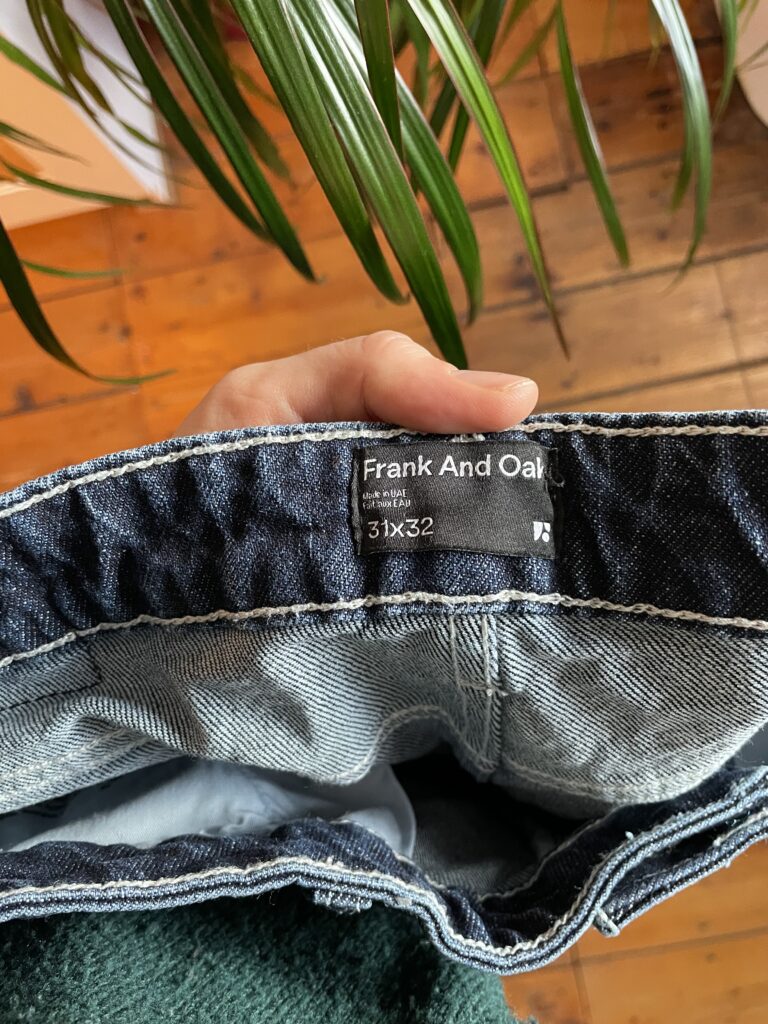 Frank And Oak
Made in UAE
Fait aux EAU
31x32